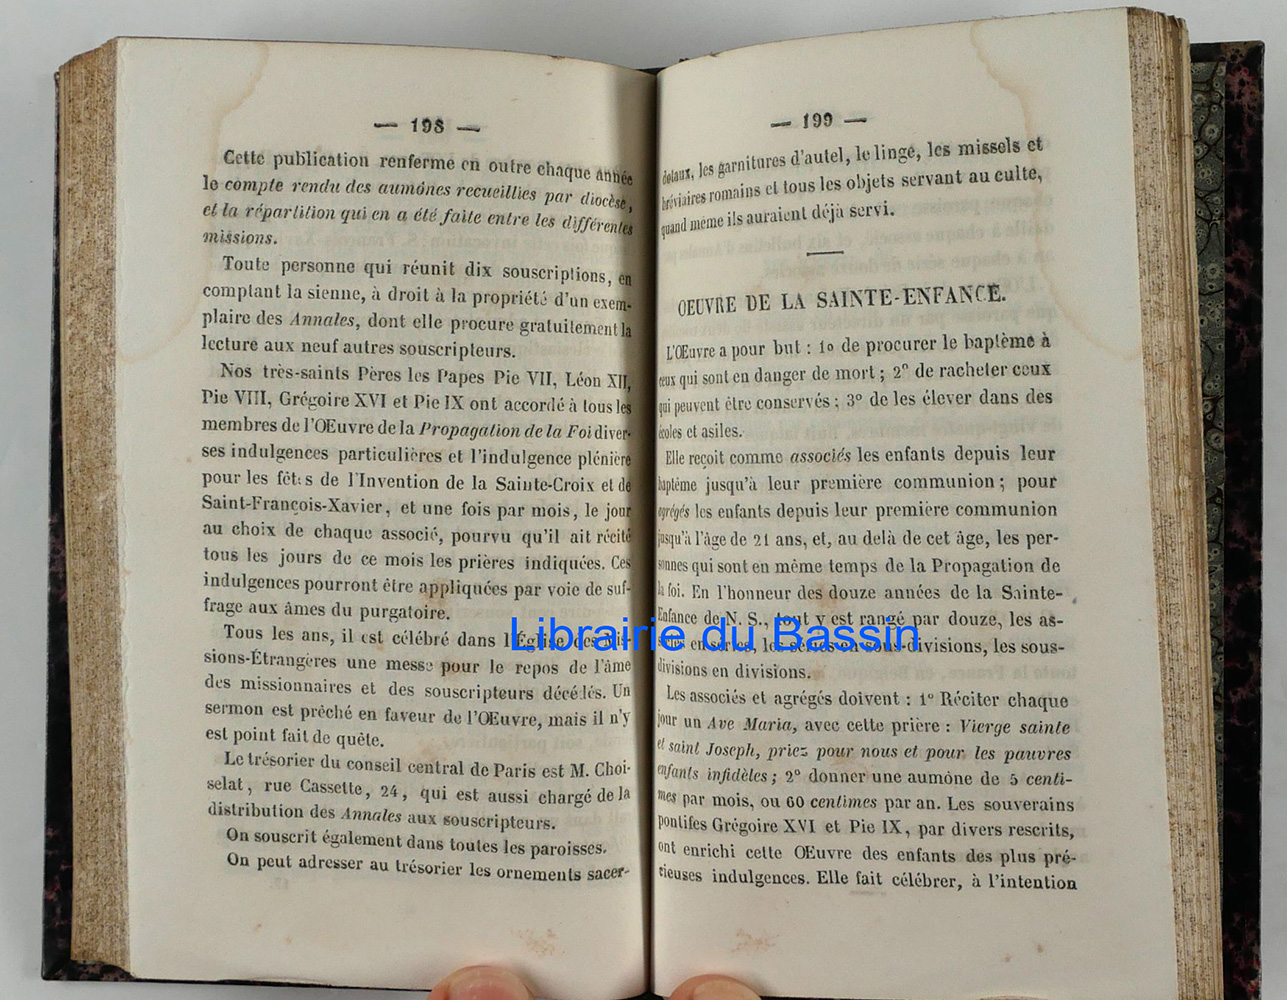 — 198 —
Cette publication renferme en outre chaque année
le compte rendu des aumônes recueillies par diocèse,
et la répartition qui en a été faite entre les différentes
missions.
Toute personne qui réunit dix souscriptions, en
comptant la sienne, à droit à la propriété d'un exem-
plaire des Annales, dont elle procure gratuitement la
lecture aux neuf autres souscripteurs.
Nos très-saints Pères les Papes Pie VII, Léon XII,
Pie VIII, Grégoire XVI et Pie IX ont accordé à tous les
membres de l'Œuvre de la Propagation de la Foi diver-
ses indulgences particulières et l'indulgence plénière
pour les fêtes de l'Invention de la Sainte-Croix et de
Saint-François-Xavier, et une fois par mois, le jour
au choix de chaque associé, pourvu qu'il ait récité
tous les jours de ce mois les prières indiquées. Ces
indulgences pourront être appliquées par voie de suf-
frage aux âmes du purgatoire.
Tous les ans, il est célébré dans l'Église des Mis-
sions-Étrangères une messe pour le repos de l'âme
des missionnaires et des souscripteurs décédés. Un
sermon est prêché en faveur de l'Œuvre, mais il n'y
est point fait de quête.
Le trésorier du conseil central de Paris est M. Choi-
selat, rue Cassette, 24, qui est aussi chargé de la
distribution des Annales aux souscripteurs.
On souscrit également dans toutes les paroisses.
On peut adresser au trésorier les ornements sacer-
— 199 —
dotaux, les garnitures d'autel, le linge, les missels et
bréviaires romains et tous les objets servant au culte,
quand même ils auraient déjà servi.
OEUVRE DE LA SAINTE-ENFANCE.
L'Œuvre a pour but : 1o de procurer le baptême à
ceux qui sont en danger de mort ; 2o de racheter ceux
qui peuvent être conservés ; 3o de les élever dans des
écoles et asiles.
Elle reçoit comme associés les enfants depuis leur
baptême jusqu'à leur première communion ; pour
agrégés les enfants depuis leur première communion
jusqu'à l'âge de 21 ans, et, au delà de cet âge, les per-
sonnes qui sont en même temps de la Propagation de
la foi. En l'honneur des douze années de la Sainte-
Enfance de N. S., tout y est rangé par douze, les as-
sociés en séries, les séries en sous-divisions, les sous-
divisions en divisions.
Les associés et agrégés doivent : 1o Réciter chaque
jour un Ave Maria, avec cette prière : Vierge sainte
et saint Joseph, priez pour nous et pour les pauvres
enfants infidèles ; 2o donner une aumône de 5 centi-
mes par mois, ou 60 centimes par an. Les souverains
pontifes Grégoire XVI et Pie IX, par divers rescrits,
ont enrichi cette Œuvre des enfants des plus pré-
cieuses indulgences. Elle fait célébrer, à l'intention
Librairie du Bassin